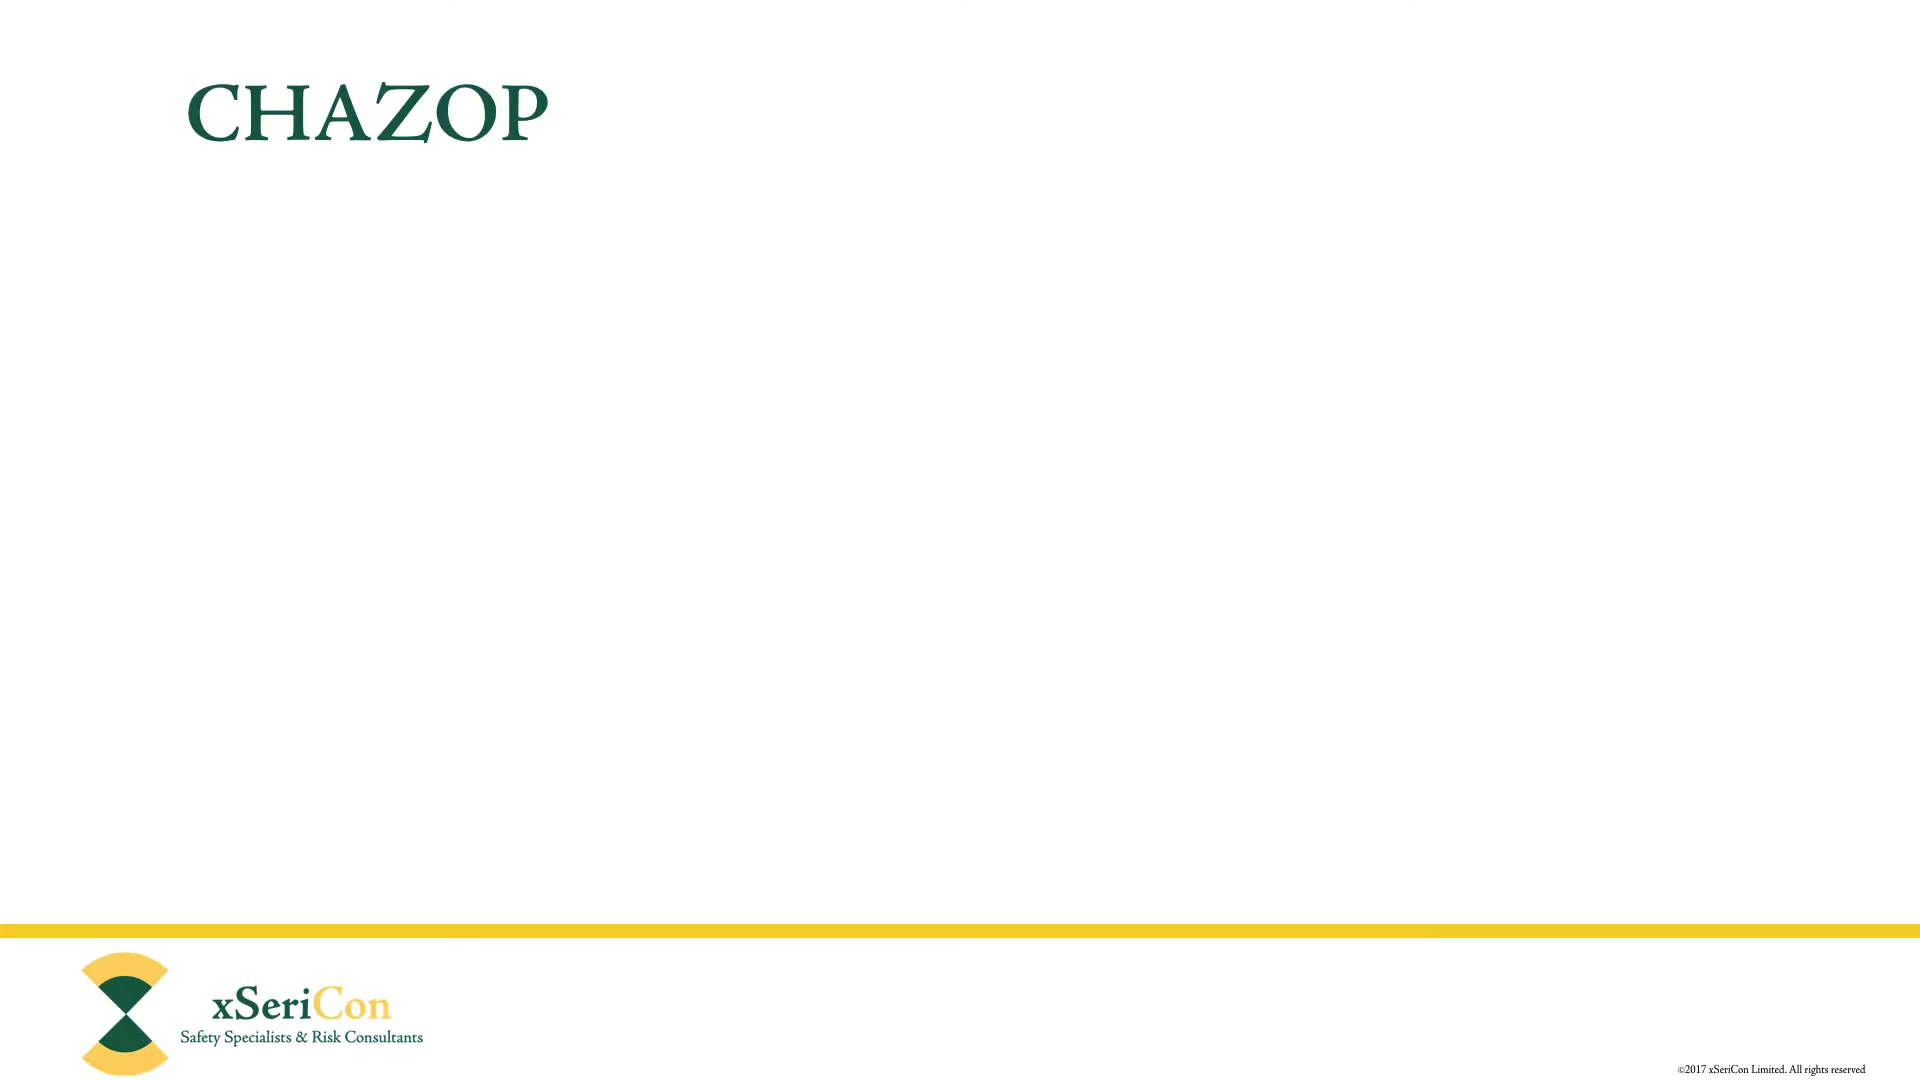 CHAZOP
xSeriCon
Safety Specialists & Risk Consultants
©2017 xSeriCon Limited. All rights reserved